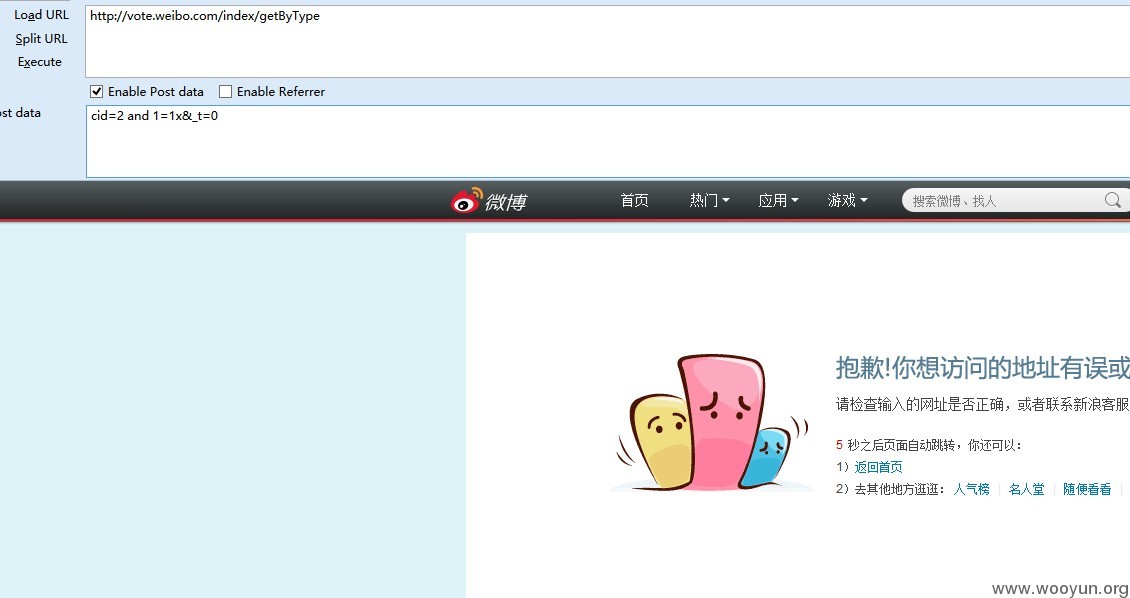 Load URL
http://vote.weibo.com/index/getByType
Split URL
Execute
Enable Post data
Enable Referrer
ost data
cid=2 and 1=1x&_t=0
微博
首页
热门
应用
游戏
搜索微博、找人
抱歉!你想访问的地址有误或
请检查输入的网址是否正确，或者联系新浪客服
5 秒之后页面自动跳转，你还可以：
1）返回首页
2）去其他地方逛逛： 人气榜 | 名人堂 | 随便看看 |
www.wooyun.org